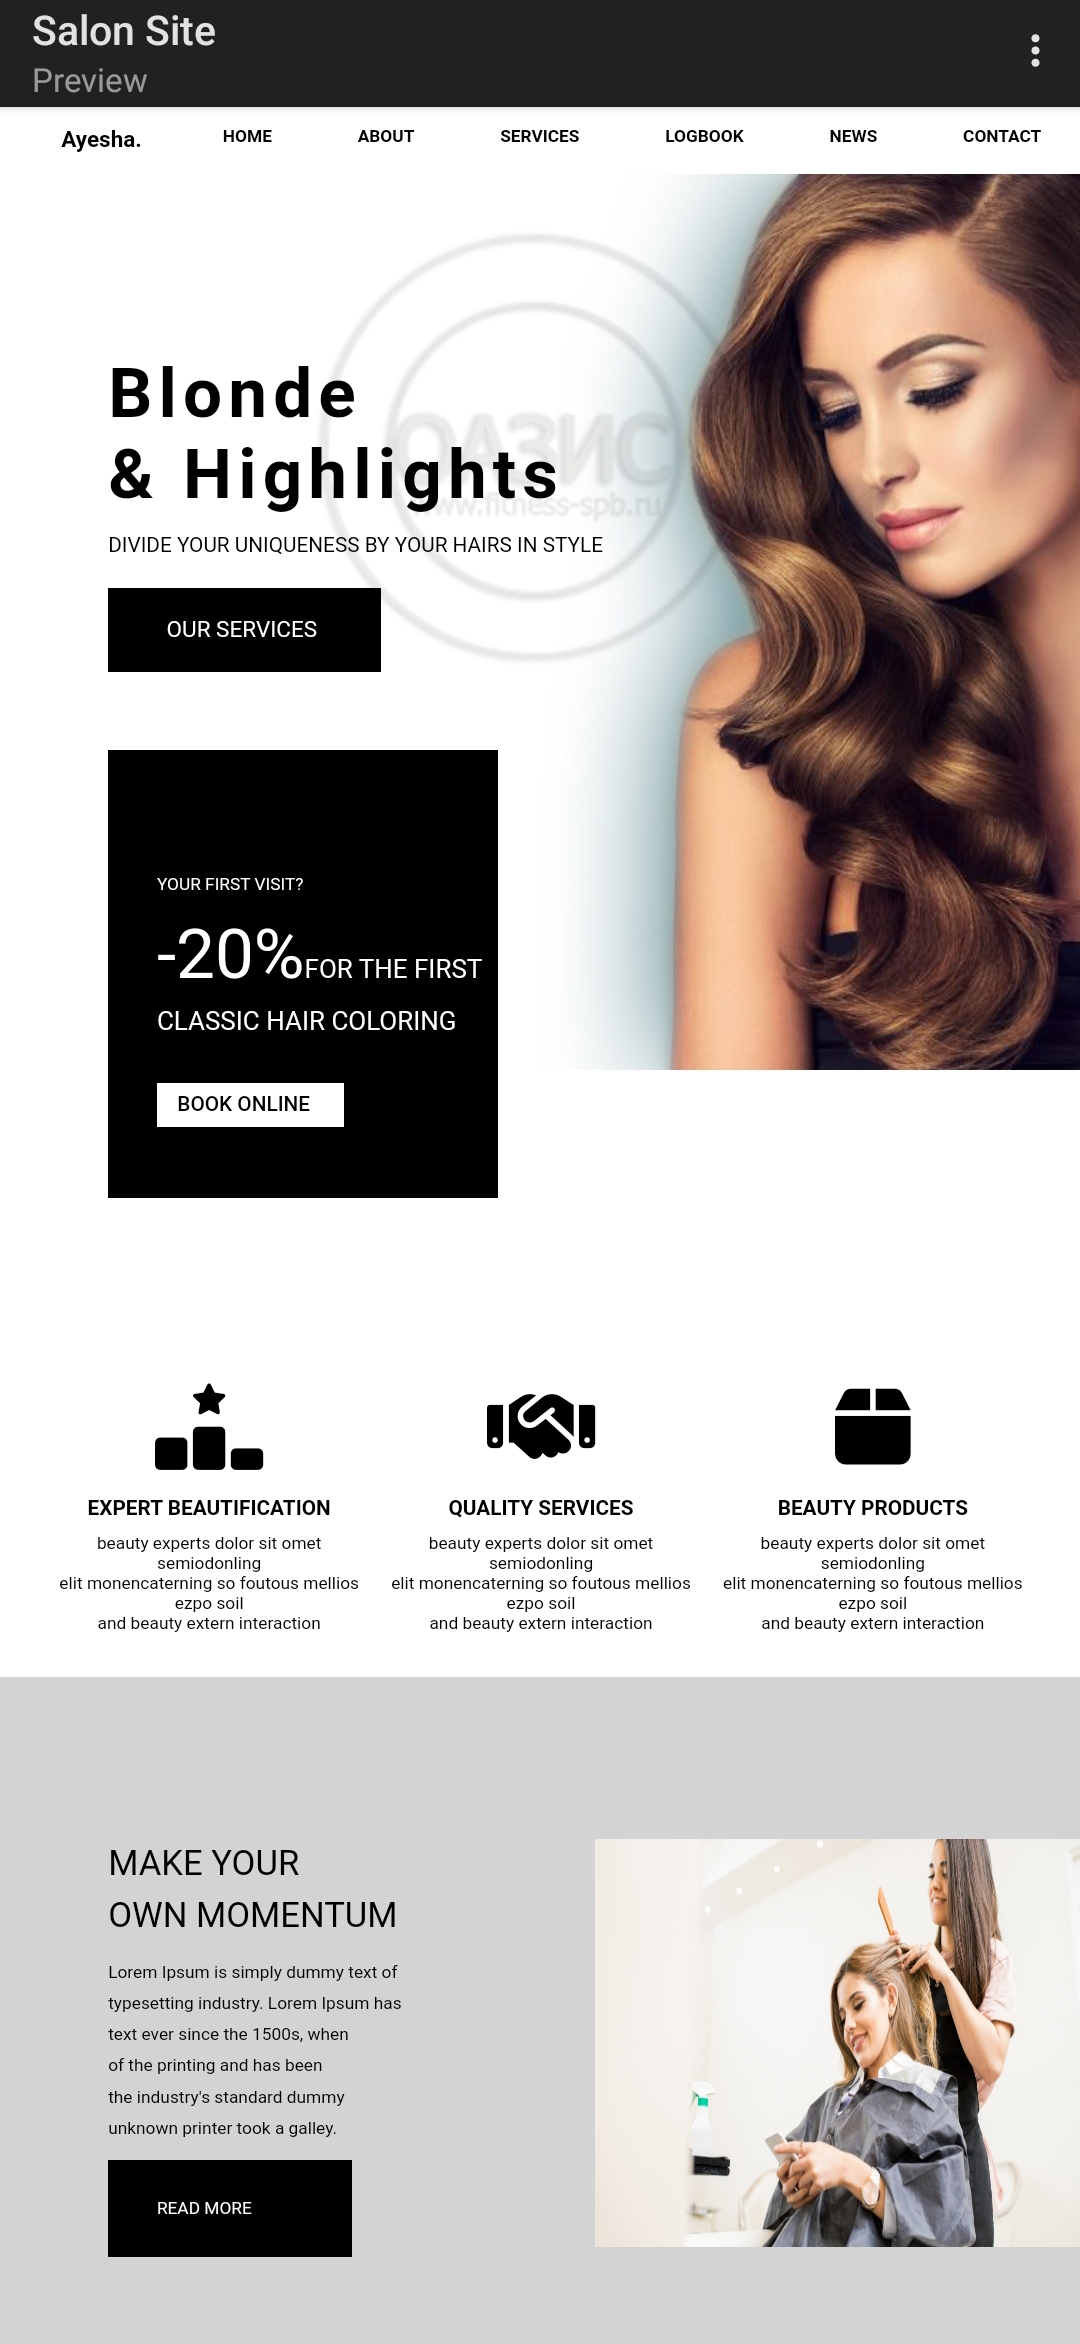 Salon Site
Preview
Ayesha. HOME ABOUT SERVICES LOGBOOK NEWS CONTACT
ОАЗИС
www.fitness-spb.ru
Blonde
& Highlights
DIVIDE YOUR UNIQUENESS BY YOUR HAIRS IN STYLE
OUR SERVICES
YOUR FIRST VISIT?
-20%FOR THE FIRST
CLASSIC HAIR COLORING
BOOK ONLINE
EXPERT BEAUTIFICATION
beauty experts dolor sit omet
semiodonling
elit monencaterning so foutous mellios
ezpo soil
and beauty extern interaction
QUALITY SERVICES
beauty experts dolor sit omet
semiodonling
elit monencaterning so foutous mellios
ezpo soil
and beauty extern interaction
BEAUTY PRODUCTS
beauty experts dolor sit omet
semiodonling
elit monencaterning so foutous mellios
ezpo soil
and beauty extern interaction
MAKE YOUR
OWN MOMENTUM
Lorem Ipsum is simply dummy text of
typesetting industry. Lorem Ipsum has
text ever since the 1500s, when
of the printing and has been
the industry's standard dummy
unknown printer took a galley.
READ MORE